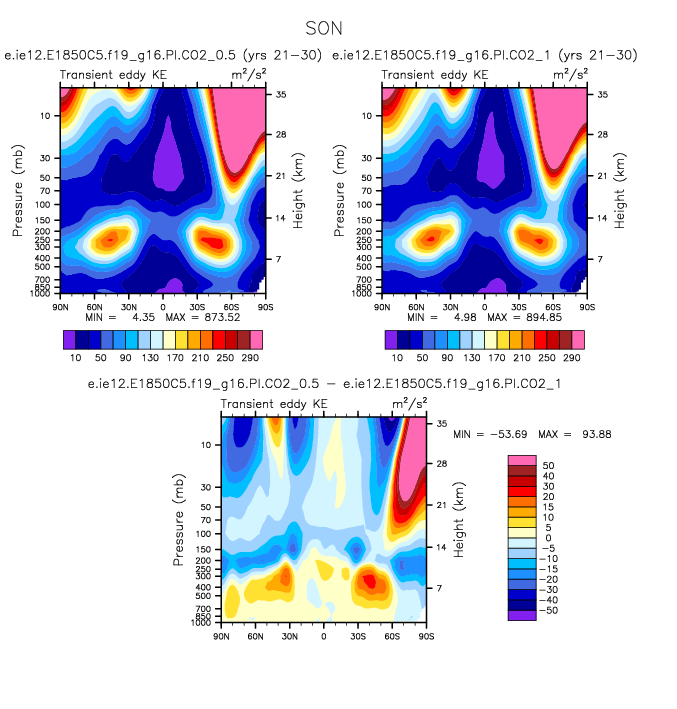 SON
e.ie12.E1850C5.f19_g16.PI.CO2_0.5 (yrs 21-30) e.ie12.E1850C5.f19_g16.PI.CO2_1 (yrs 21-30)
Transient eddy KE m²/s² Transient eddy KE m²/s²
Pressure (mb) 10 30 50 70 100 150 200 250 300 400 500 700 850 1000
Height (km) 35 28 21 14 7
90N 60N 30N 0 30S 60S 90S
MIN = 4.35 MAX = 873.52
10 50 90 130 170 210 250 290
Pressure (mb) 10 30 50 70 100 150 200 250 300 400 500 700 850 1000
Height (km) 35 28 21 14 7
90N 60N 30N 0 30S 60S 90S
MIN = 4.98 MAX = 894.85
10 50 90 130 170 210 250 290
e.ie12.E1850C5.f19_g16.PI.CO2_0.5 - e.ie12.E1850C5.f19_g16.PI.CO2_1
Transient eddy KE m²/s²
Pressure (mb) 10 30 50 70 100 150 200 250 300 400 500 700 850 1000
Height (km) 35 28 21 14 7
90N 60N 30N 0 30S 60S 90S
MIN = -53.69 MAX = 93.88
50
40
30
20
15
10
5
0
-5
-10
-15
-20
-30
-40
-50